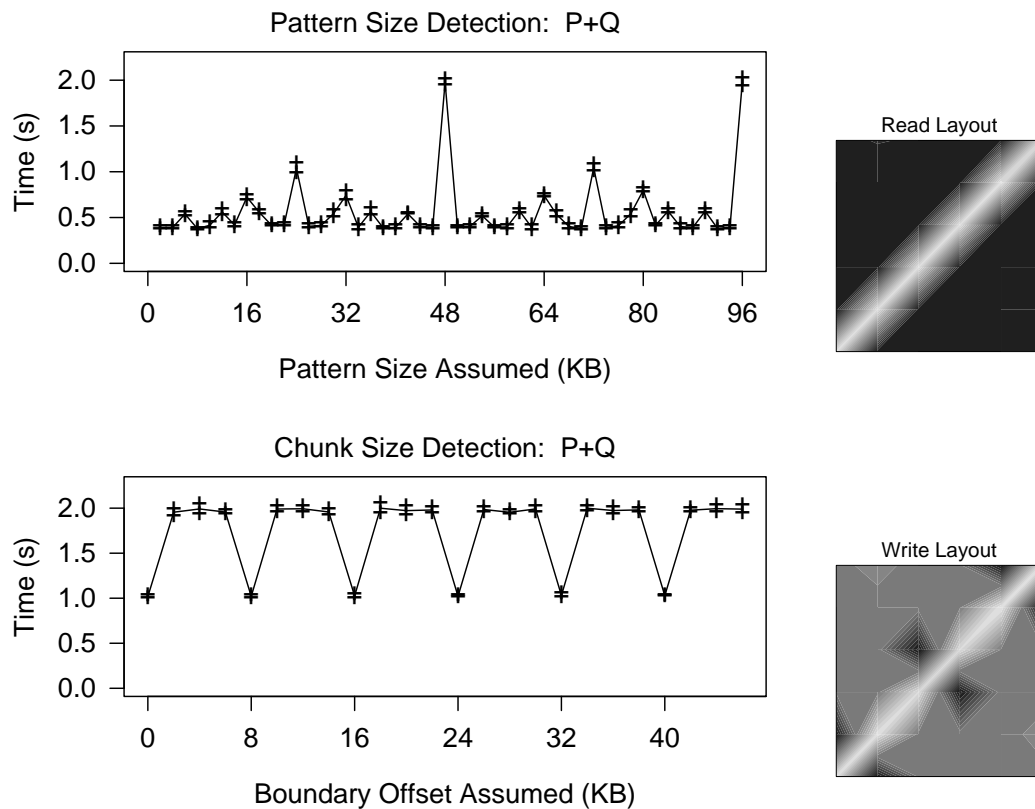 Pattern Size Detection:  P+Q
Time (s)
2.0
1.5
1.0
0.5
0.0
0 16 32 48 64 80 96
Pattern Size Assumed (KB)
Read Layout
Chunk Size Detection:  P+Q
Time (s)
2.0
1.5
1.0
0.5
0.0
0 8 16 24 32 40
Boundary Offset Assumed (KB)
Write Layout